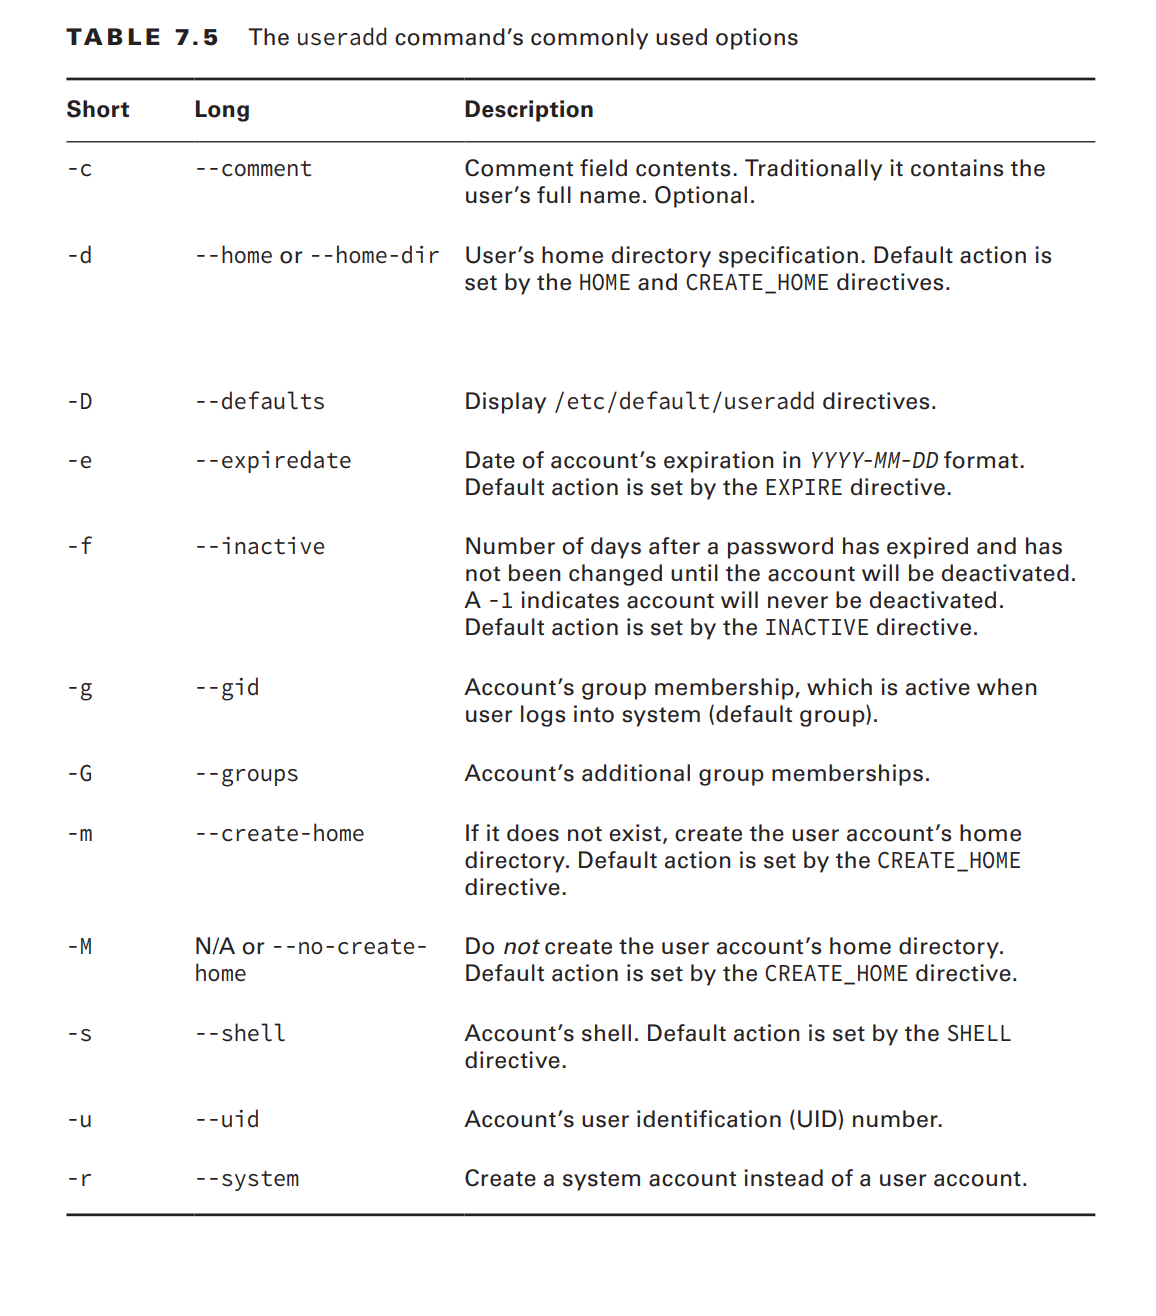 TABLE 7.5 The useradd command’s commonly used options
Short Long Description
-c --comment Comment field contents. Traditionally it contains the
user’s full name. Optional.
-d --home or --home-dir User’s home directory specification. Default action is
set by the HOME and CREATE_HOME directives.
-D --defaults Display /etc/default/useradd directives.
-e --expiredate Date of account’s expiration in YYYY-MM-DD format.
Default action is set by the EXPIRE directive.
-f --inactive Number of days after a password has expired and has
not been changed until the account will be deactivated.
A -1 indicates account will never be deactivated.
Default action is set by the INACTIVE directive.
-g --gid Account’s group membership, which is active when
user logs into system (default group).
-G --groups Account’s additional group memberships.
-m --create-home If it does not exist, create the user account’s home
directory. Default action is set by the CREATE_HOME
directive.
-M N/A or --no-create- Do not create the user account’s home directory.
home Default action is set by the CREATE_HOME directive.
-s --shell Account’s shell. Default action is set by the SHELL
directive.
-u --uid Account’s user identification (UID) number.
-r --system Create a system account instead of a user account.